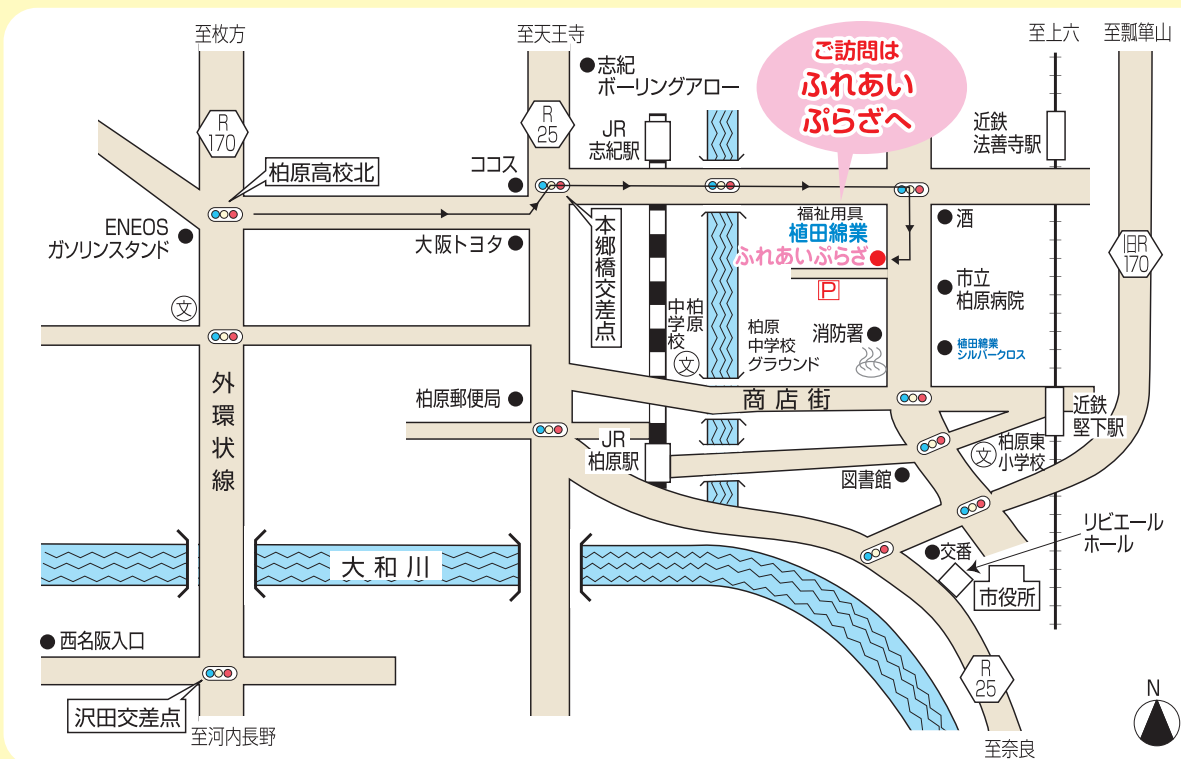 至枚方
至天王寺
至上六
至瓢箪山
ご訪問は
ふれあい
ぷらざへ
志紀
ボーリングアロー
R
170
R
25
JR
志紀駅
近鉄
法善寺駅
柏原高校北
ココス
ENEOS
ガソリンスタンド
大阪トヨタ
本郷橋交差点
福祉用具
植田綿業
ふれあいぷらざ
P
酒
旧R
170
市立
柏原病院
文
柏原
中学校
文
柏原
中学校
グラウンド
消防署
植田綿業
シルバークロス
外環状線
柏原郵便局
商店街
近鉄
堅下駅
JR
柏原駅
図書館
文
柏原東
小学校
リビエール
ホール
交番
市役所
大和川
西名阪入口
沢田交差点
至河内長野
R
25
至奈良
N